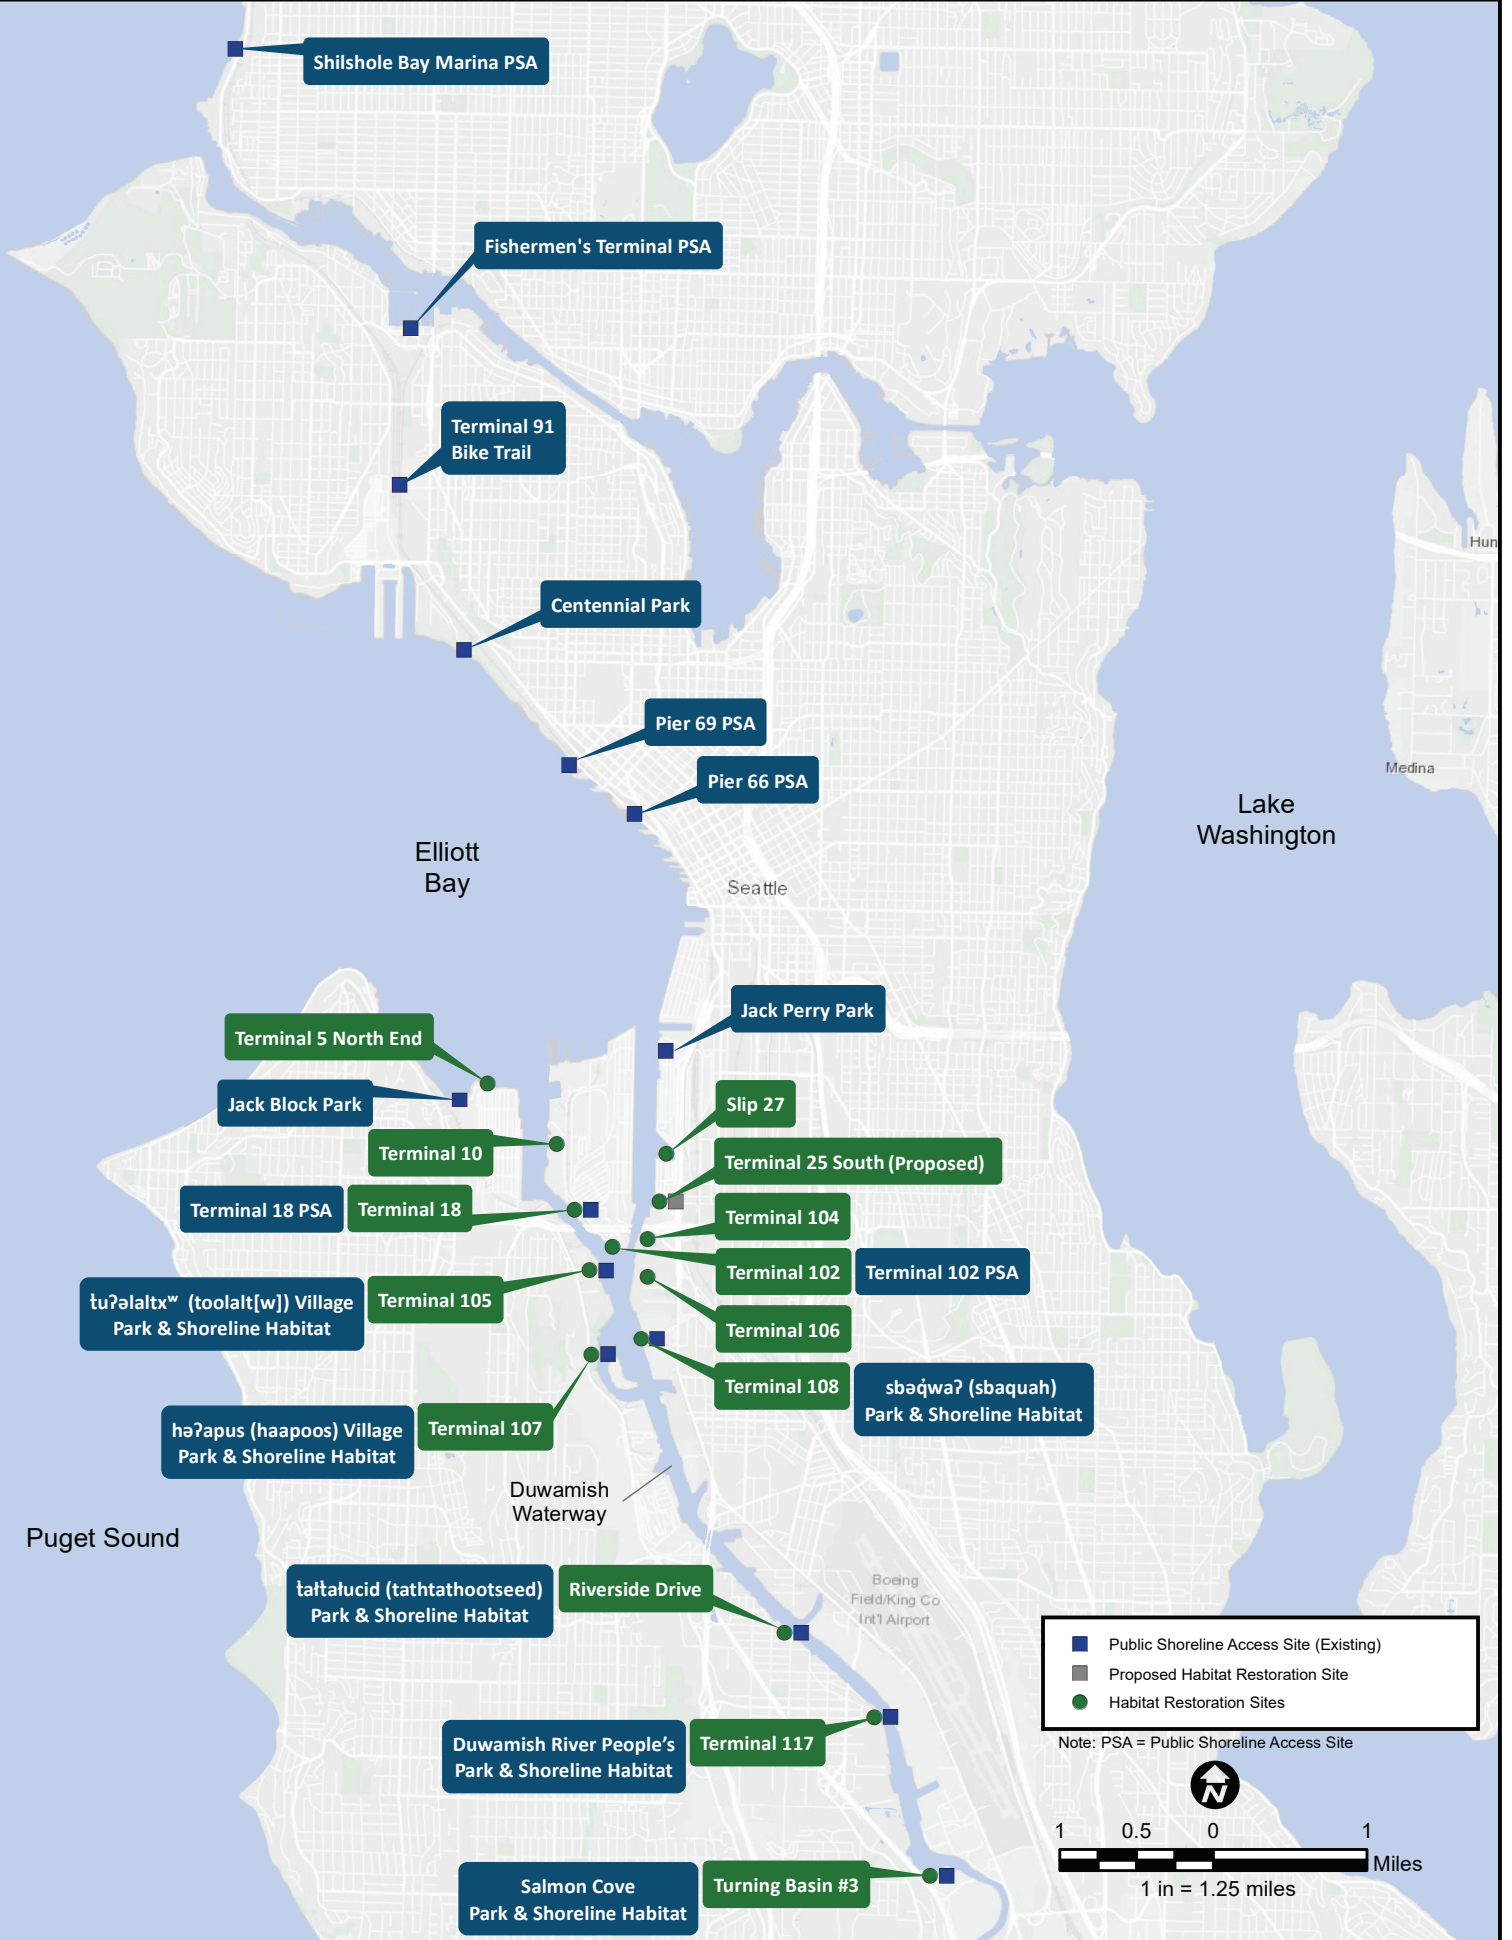 Shilshole Bay Marina PSA
Fishermen's Terminal PSA
Terminal 91
Bike Trail
Centennial Park
Hun
Pier 69 PSA
Pier 66 PSA
Medina
Lake
Washington
Elliott
Bay
Seattle
Jack Perry Park
Terminal 5 North End
Jack Block Park
Slip 27
Terminal 10
Terminal 25 South (Proposed)
Terminal 18 PSA
Terminal 18
Terminal 104
Terminal 102
Terminal 102 PSA
t̓uʔəlaltxʷ (toolalt[w]) Village
Park & Shoreline Habitat
Terminal 105
Terminal 106
Terminal 108
sbəq̓waʔ (sbaquah)
Park & Shoreline Habitat
həʔapus (haapoos) Village
Park & Shoreline Habitat
Terminal 107
Duwamish
Waterway
Puget Sound
t̓ałt̓ałucid (tathtathootseed)
Park & Shoreline Habitat
Riverside Drive
Boeing
Field/King Co
Int'l Airport
Public Shoreline Access Site (Existing)
Proposed Habitat Restoration Site
Habitat Restoration Sites
Note: PSA = Public Shoreline Access Site
Duwamish River People’s
Park & Shoreline Habitat
Terminal 117
N
1 0.5 0 1
Miles
1 in = 1.25 miles
Salmon Cove
Park & Shoreline Habitat
Turning Basin #3